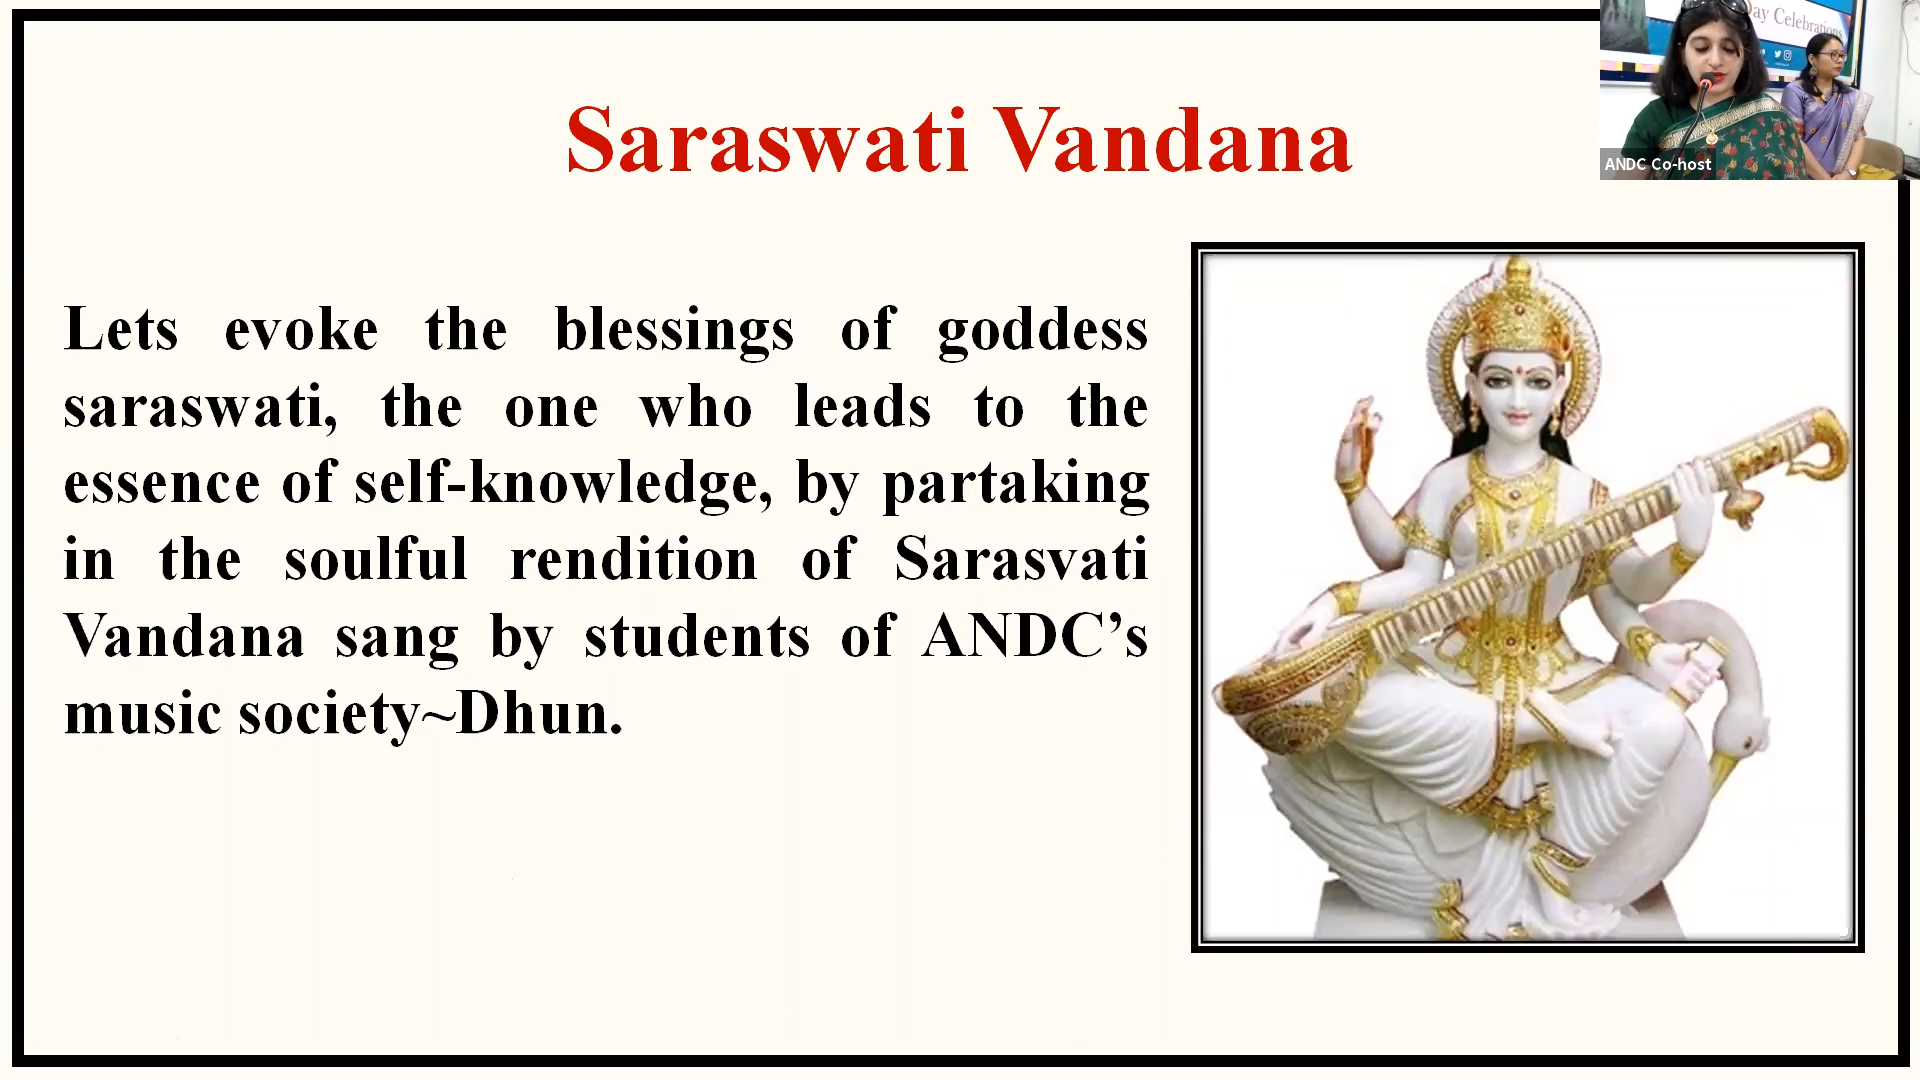 Day Celebrations
Saraswati Vandana
ANDC Co-host
Lets evoke the blessings of goddess
saraswati, the one who leads to the
essence of self-knowledge, by partaking
in the soulful rendition of Sarasvati
Vandana sang by students of ANDC’s
music society~Dhun.